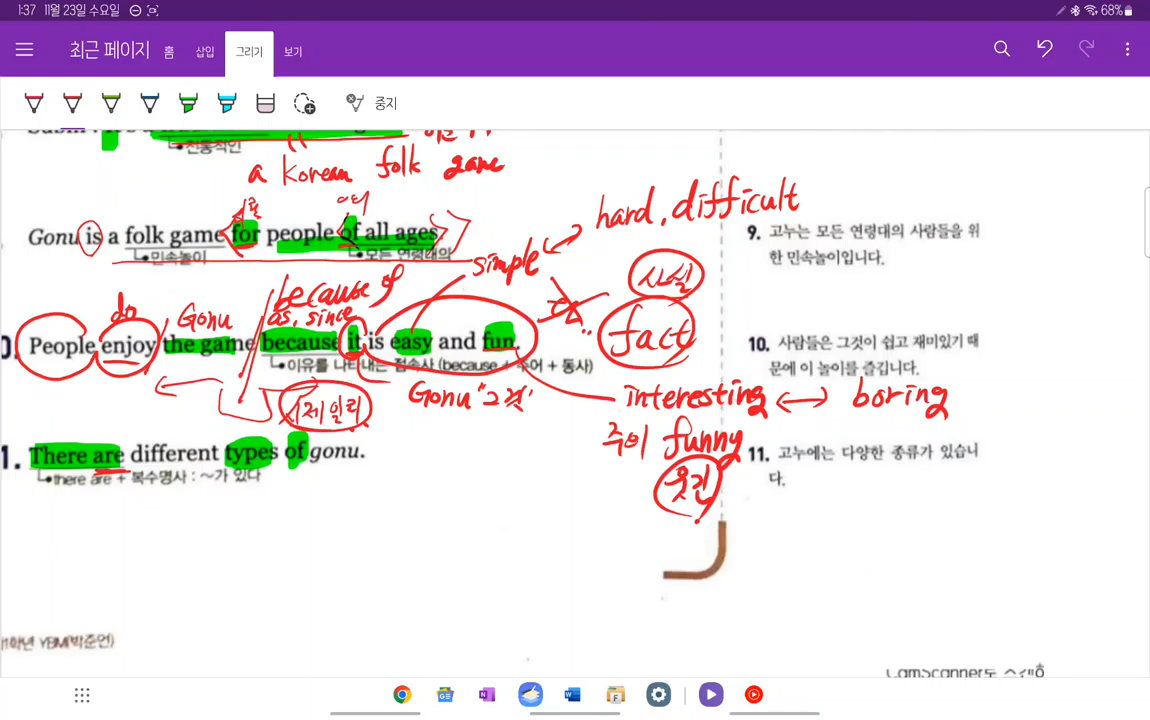 1:37 11월 23일 수요일 68%
최근 페이지 홈 삽입 그리기 보기
중지
전통적인
a korean folk game
hard, difficult
Gonu is a folk game for people of all ages
민속놀이 모든 연령대의
9. 고누는 모든 연령대의 사람들을 위
한 민속놀이입니다.
simple
because of
as, since
do
Gonu
사실
fact
People enjoy the game because it is easy and fun.
이유를 나타내는 접속사 (because + 주어 + 동사)
10. 사람들은 그것이 쉽고 재미있기 때
문에 이 놀이를 즐깁니다.
시제일치
Gonu "그것"
interesting ↔ boring
주의 funny
웃긴
1. There are different types of gonu.
there are + 복수명사 : ~가 있다
11. 고누에는 다양한 종류가 있습니
다.
1학년 YBM(박준언)